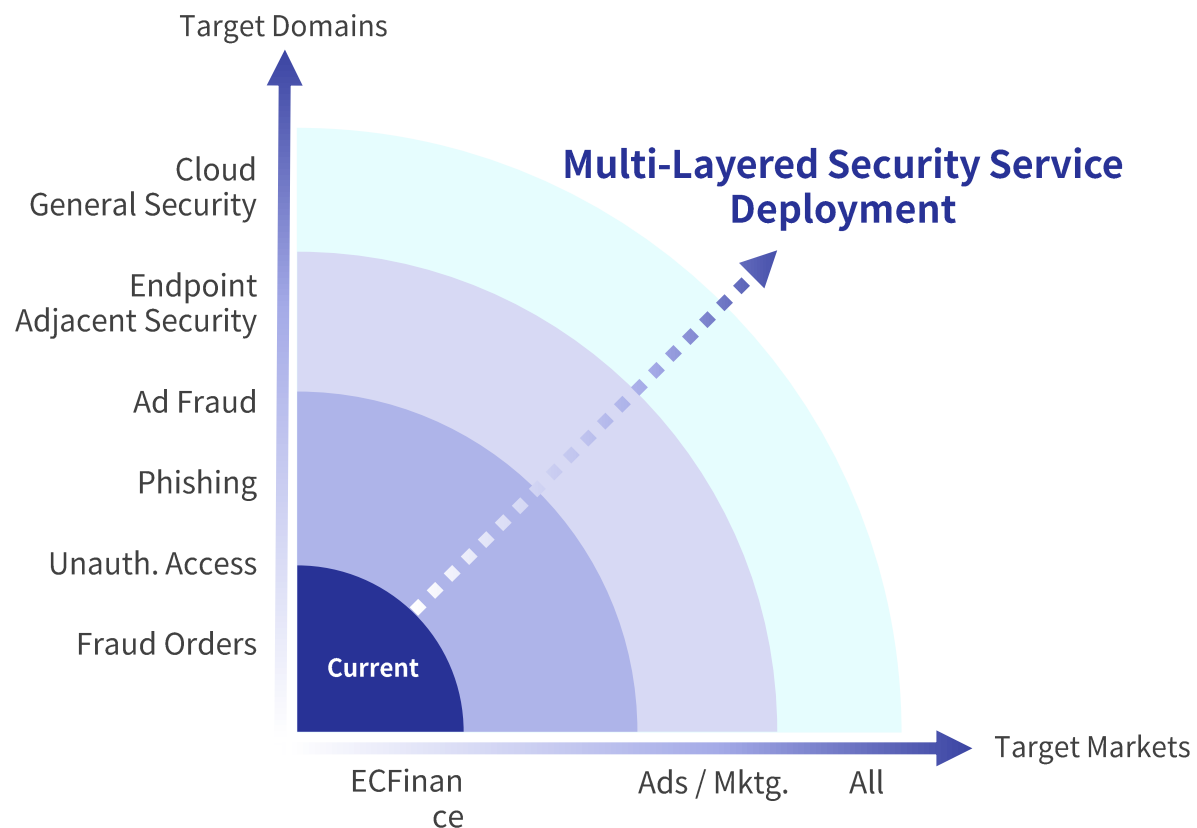 Target Domains
Multi-Layered Security Service
Deployment
Cloud
General Security
Endpoint
Adjacent Security
Ad Fraud
Phishing
Unauth. Access
Fraud Orders
Current
Target Markets
ECFinan
ce
Ads / Mktg.
All